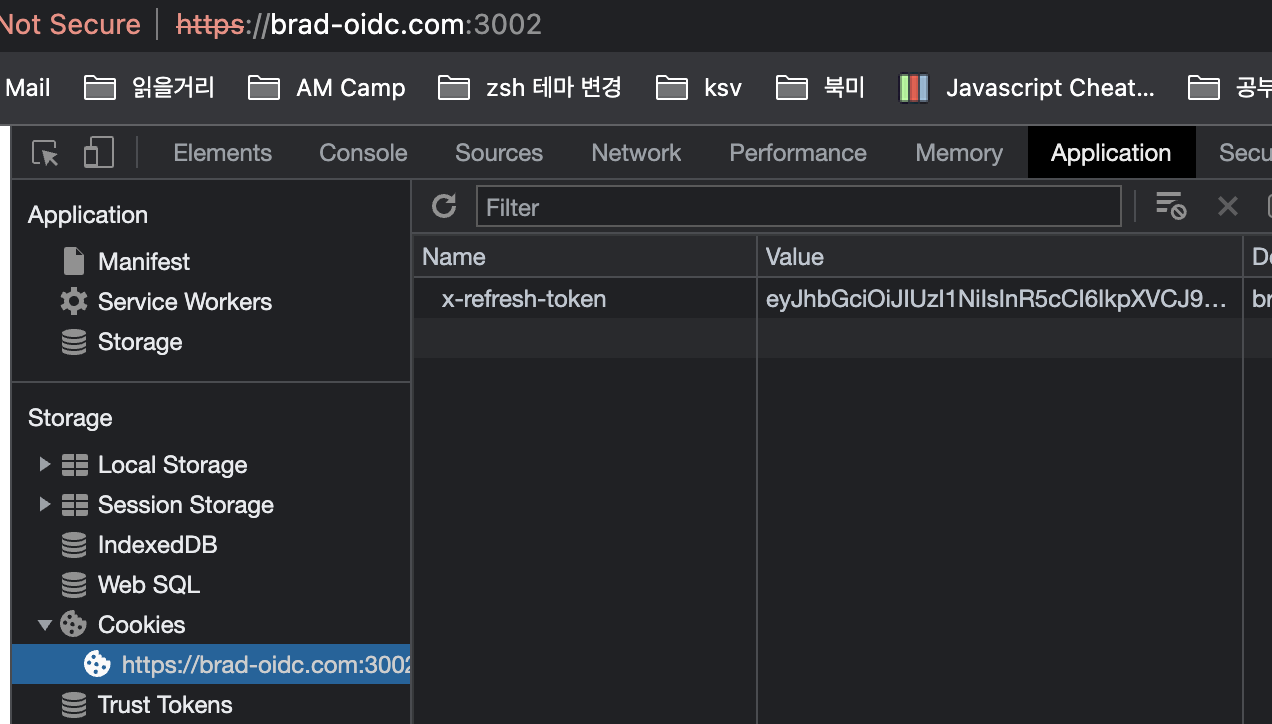 Not Secure https://brad-oidc.com:3002
Mail 읽을거리 AM Camp zsh 테마 변경 ksv 북미 Javascript Cheat... 공부
Elements Console Sources Network Performance Memory Application Secu
Application
Manifest
Service Workers
Storage
Storage
Local Storage
Session Storage
IndexedDB
Web SQL
Cookies
https://brad-oidc.com:3002
Trust Tokens
Filter
Name Value
x-refresh-token eyJhbGciOiJIUzI1NiIsInR5cCI6IkpXVCJ9... br